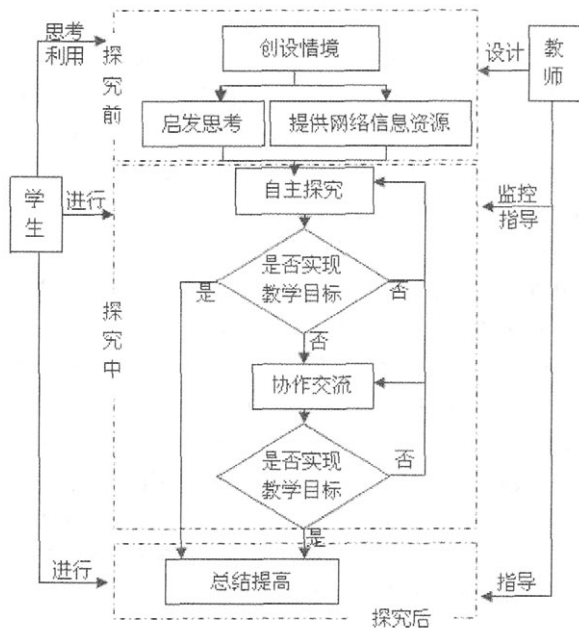 思考
利用
探究前
创设情境
设计
教师
启发思考
提供网络信息资源
学生
进行
自主探究
监控
指导
是否实现
教学目标
是
否
探究中
否
协作交流
是否实现
教学目标
否
是
进行
总结提高
指导
探究后